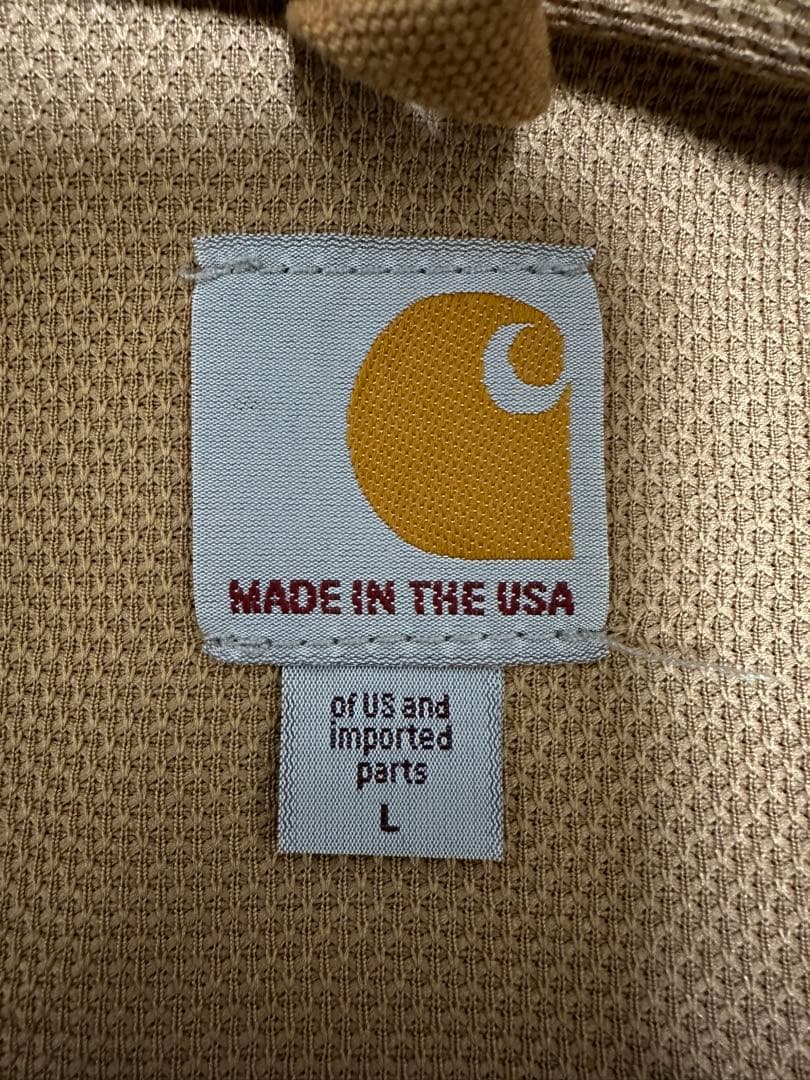 MADE IN THE USA
of US and
imported
parts
L